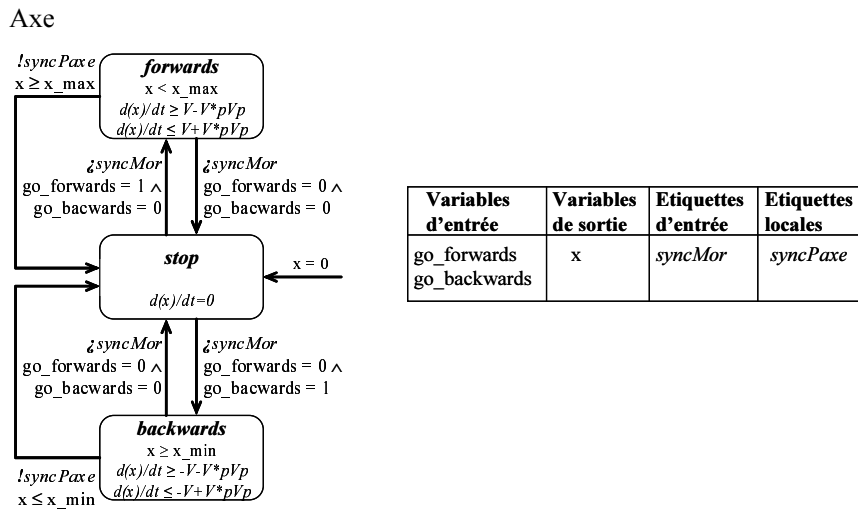 Axe
!syncPaxe
x ≥ x_max
forwards
x < x_max
d(x)/dt ≥ V-V*pVp
d(x)/dt ≤ V+V*pVp
¿syncMor
go_forwards = 1 ∧
go_bacwards = 0
¿syncMor
go_forwards = 0 ∧
go_bacwards = 0
stop
d(x)/dt=0
x = 0
¿syncMor
go_forwards = 0 ∧
go_bacwards = 0
¿syncMor
go_forwards = 0 ∧
go_bacwards = 1
backwards
x ≥ x_min
d(x)/dt ≥ -V-V*pVp
d(x)/dt ≤ -V+V*pVp
!syncPaxe
x ≤ x_min
Variables Variables Etiquettes Etiquettes
d’entrée de sortie d’entrée locales
go_forwards x syncMor syncPaxe
go_backwards